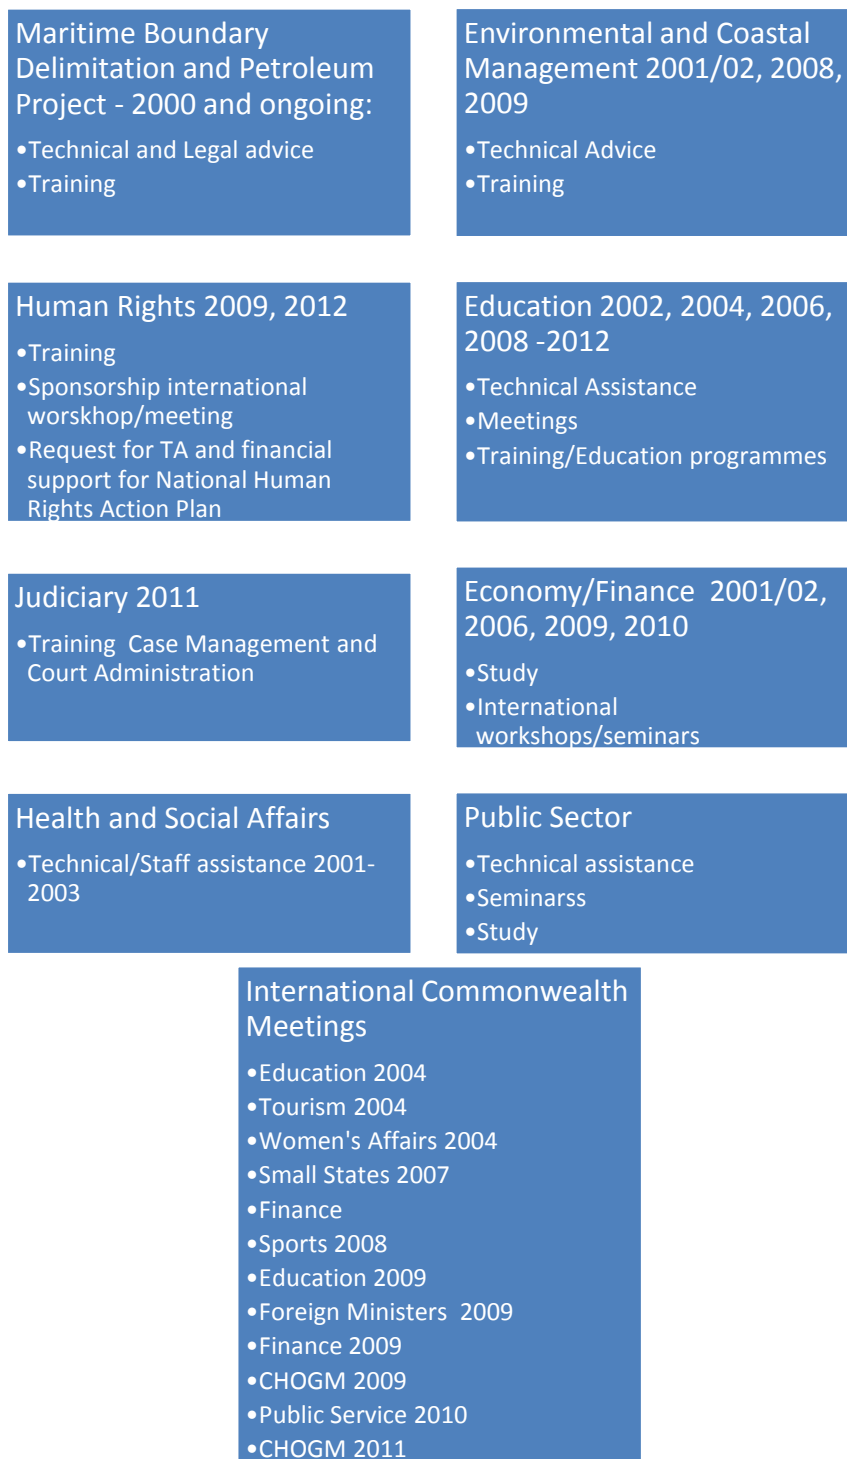 Maritime Boundary
Delimitation and Petroleum
Project - 2000 and ongoing:
•Technical and Legal advice
•Training
Environmental and Coastal
Management 2001/02, 2008,
2009
•Technical Advice
•Training
Human Rights 2009, 2012
•Training
•Sponsorship international
worskhop/meeting
•Request for TA and financial
support for National Human
Rights Action Plan
Education 2002, 2004, 2006,
2008 -2012
•Technical Assistance
•Meetings
•Training/Education programmes
Judiciary 2011
•Training  Case Management and
Court Administration
Economy/Finance  2001/02,
2006, 2009, 2010
•Study
•International
workshops/seminars
Health and Social Affairs
•Technical/Staff assistance 2001-
2003
Public Sector
•Technical assistance
•Seminarss
•Study
International Commonwealth
Meetings
•Education 2004
•Tourism 2004
•Women's Affairs 2004
•Small States 2007
•Finance
•Sports 2008
•Education 2009
•Foreign Ministers  2009
•Finance 2009
•CHOGM 2009
•Public Service 2010
•CHOGM 2011